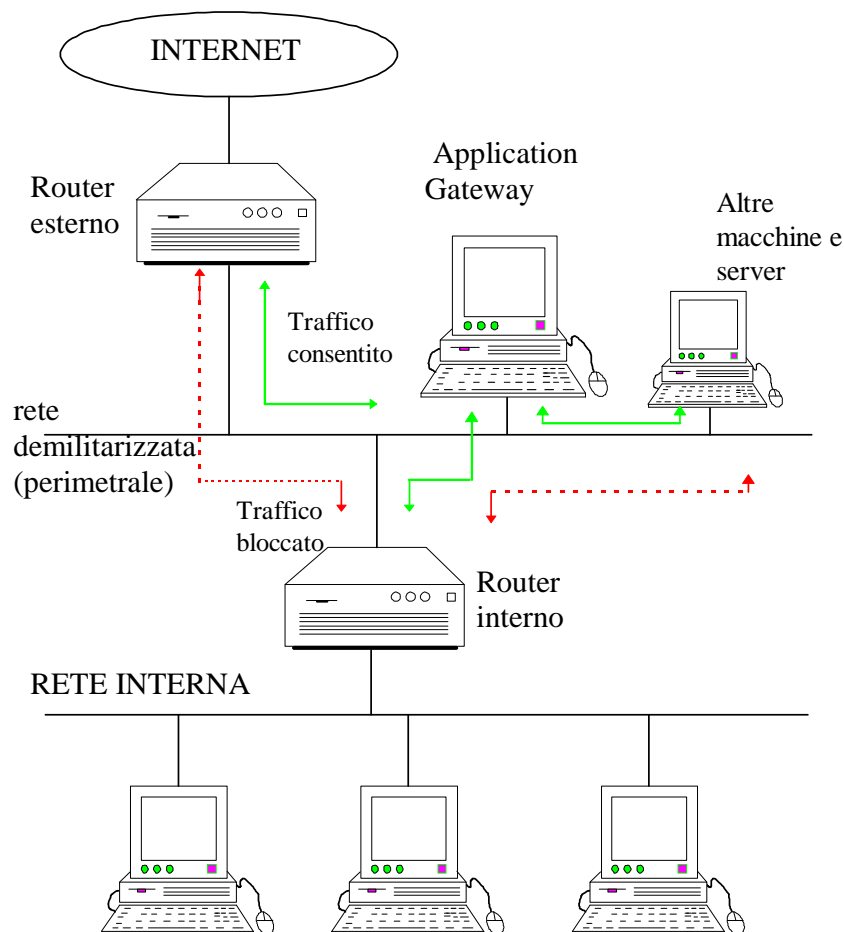 INTERNET
Router
esterno
Application
Gateway
Altre
macchine e
server
Traffico
consentito
rete
demilitarizzata
(perimetrale)
Traffico
bloccato
Router
interno
RETE INTERNA